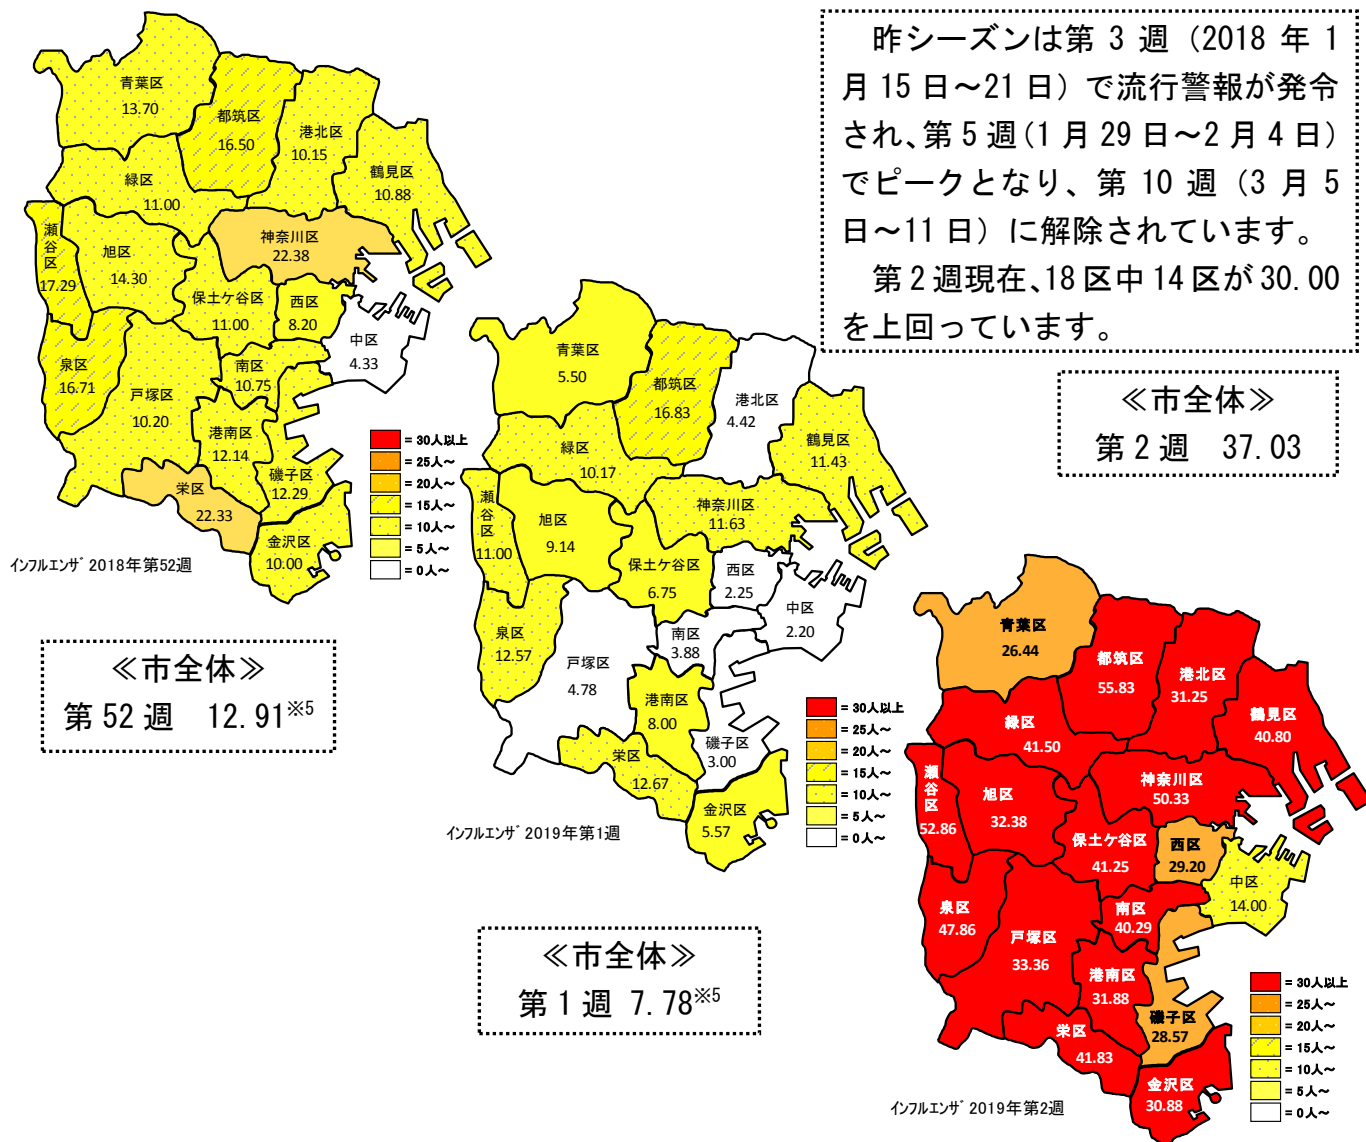 昨シーズンは第 3 週（2018 年 1
月 15 日～21 日）で流行警報が発令
され、第 5 週（1 月 29 日～2 月 4 日）
でピークとなり、第 10 週（3 月 5
日～11 日）に解除されています。
第 2 週現在、18 区中 14 区が 30.00
を上回っています。
≪市全体≫
第 2 週　37.03
青葉区
13.70
都筑区
16.50
港北区
10.15
鶴見区
10.88
緑区
11.00
神奈川区
22.38
瀬谷区
17.29
旭区
14.30
保土ケ谷区
11.00
西区
8.20
中区
4.33
泉区
16.71
戸塚区
10.20
南区
10.75
港南区
12.14
磯子区
12.29
栄区
22.33
金沢区
10.00
= 30人以上
= 25人～
= 20人～
= 15人～
= 10人～
= 5人～
= 0人～
インフルエンザ 2018年第52週
≪市全体≫
第 52 週　12.91※5
青葉区
5.50
都筑区
16.83
港北区
4.42
鶴見区
11.43
緑区
10.17
神奈川区
11.63
瀬谷区
11.00
旭区
9.14
保土ケ谷区
6.75
西区
2.25
中区
2.20
泉区
12.57
戸塚区
4.78
南区
3.88
港南区
8.00
磯子区
3.00
栄区
12.67
金沢区
5.57
= 30人以上
= 25人～
= 20人～
= 15人～
= 10人～
= 5人～
= 0人～
インフルエンザ 2019年第1週
≪市全体≫
第 1 週 7.78※5
青葉区
26.44
都筑区
55.83
港北区
31.25
鶴見区
40.80
緑区
41.50
神奈川区
50.33
瀬谷区
52.86
旭区
32.38
保土ケ谷区
41.25
西区
29.20
中区
14.00
泉区
47.86
戸塚区
33.36
南区
40.29
港南区
31.88
磯子区
28.57
栄区
41.83
金沢区
30.88
= 30人以上
= 25人～
= 20人～
= 15人～
= 10人～
= 5人～
= 0人～
インフルエンザ 2019年第2週